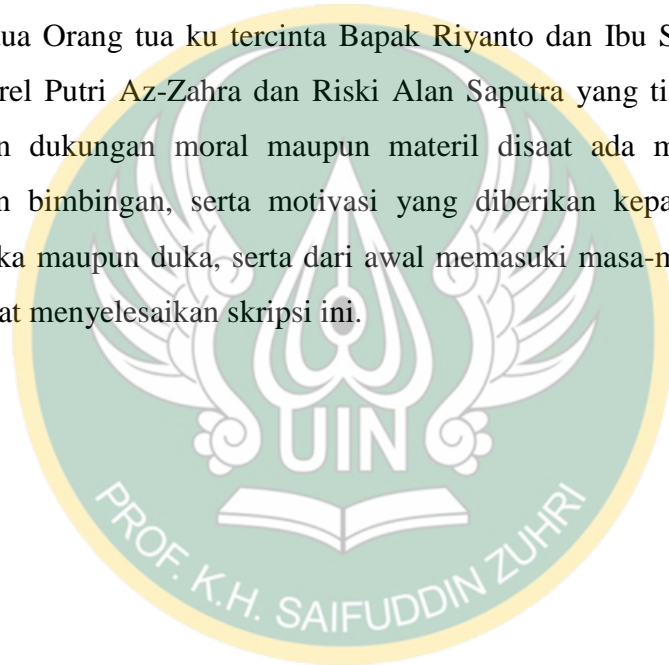 tua Orang tua ku tercinta Bapak Riyanto dan Ibu S
rel Putri Az-Zahra dan Riski Alan Saputra yang ti
n dukungan moral maupun materil disaat ada m
n bimbingan, serta motivasi yang diberikan kepa
ka maupun duka, serta dari awal memasuki masa-m
at menyelesaikan skripsi ini.
UIN
PROF. K.H. SAIFUDDIN ZUHRI